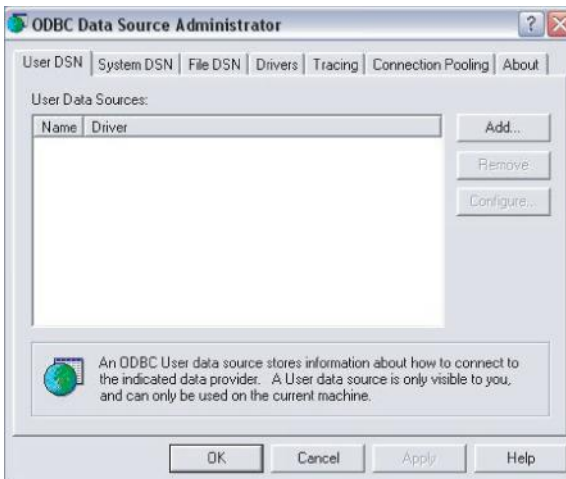 ODBC Data Source Administrator
?
User DSN System DSN File DSN Drivers Tracing Connection Pooling About
User Data Sources:
Name Driver
Add...
Remove
Configure...
An ODBC User data source stores information about how to connect to
the indicated data provider. A User data source is only visible to you,
and can only be used on the current machine.
OK Cancel Apply Help